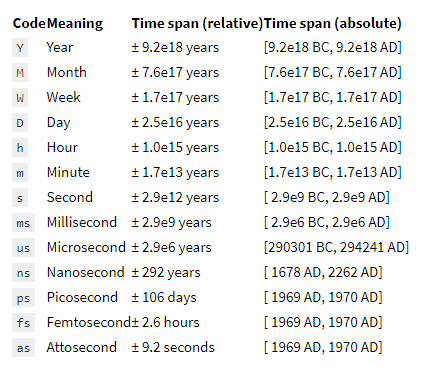 Code Meaning Time span (relative) Time span (absolute)
Y Year ± 9.2e18 years [9.2e18 BC, 9.2e18 AD]
M Month ± 7.6e17 years [7.6e17 BC, 7.6e17 AD]
W Week ± 1.7e17 years [1.7e17 BC, 1.7e17 AD]
D Day ± 2.5e16 years [2.5e16 BC, 2.5e16 AD]
h Hour ± 1.0e15 years [1.0e15 BC, 1.0e15 AD]
m Minute ± 1.7e13 years [1.7e13 BC, 1.7e13 AD]
s Second ± 2.9e12 years [ 2.9e9 BC, 2.9e9 AD]
ms Millisecond ± 2.9e9 years [ 2.9e6 BC, 2.9e6 AD]
us Microsecond ± 2.9e6 years [290301 BC, 294241 AD]
ns Nanosecond ± 292 years [ 1678 AD, 2262 AD]
ps Picosecond ± 106 days [ 1969 AD, 1970 AD]
fs Femtosecond ± 2.6 hours [ 1969 AD, 1970 AD]
as Attosecond ± 9.2 seconds [ 1969 AD, 1970 AD]